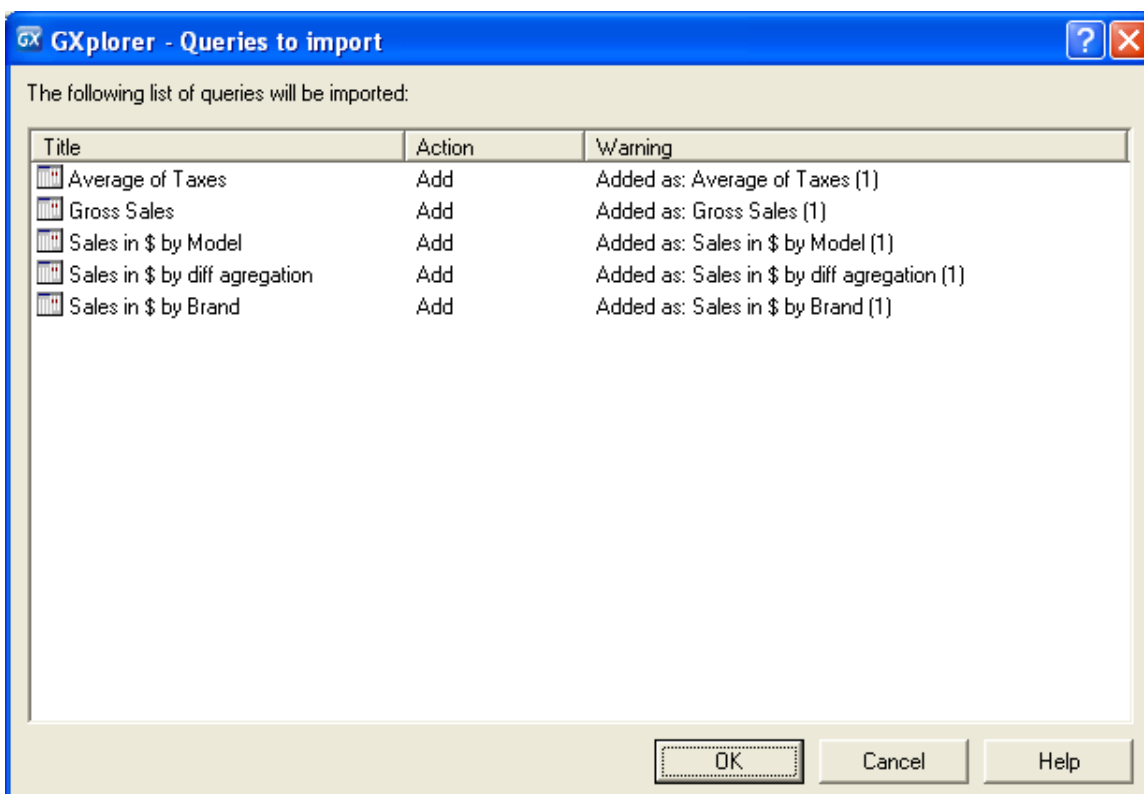 GX GXplorer - Queries to import ?
The following list of queries will be imported:
Title Action Warning
Average of Taxes Add Added as: Average of Taxes (1)
Gross Sales Add Added as: Gross Sales (1)
Sales in $ by Model Add Added as: Sales in $ by Model (1)
Sales in $ by diff agregation Add Added as: Sales in $ by diff agregation (1)
Sales in $ by Brand Add Added as: Sales in $ by Brand (1)
OK Cancel Help